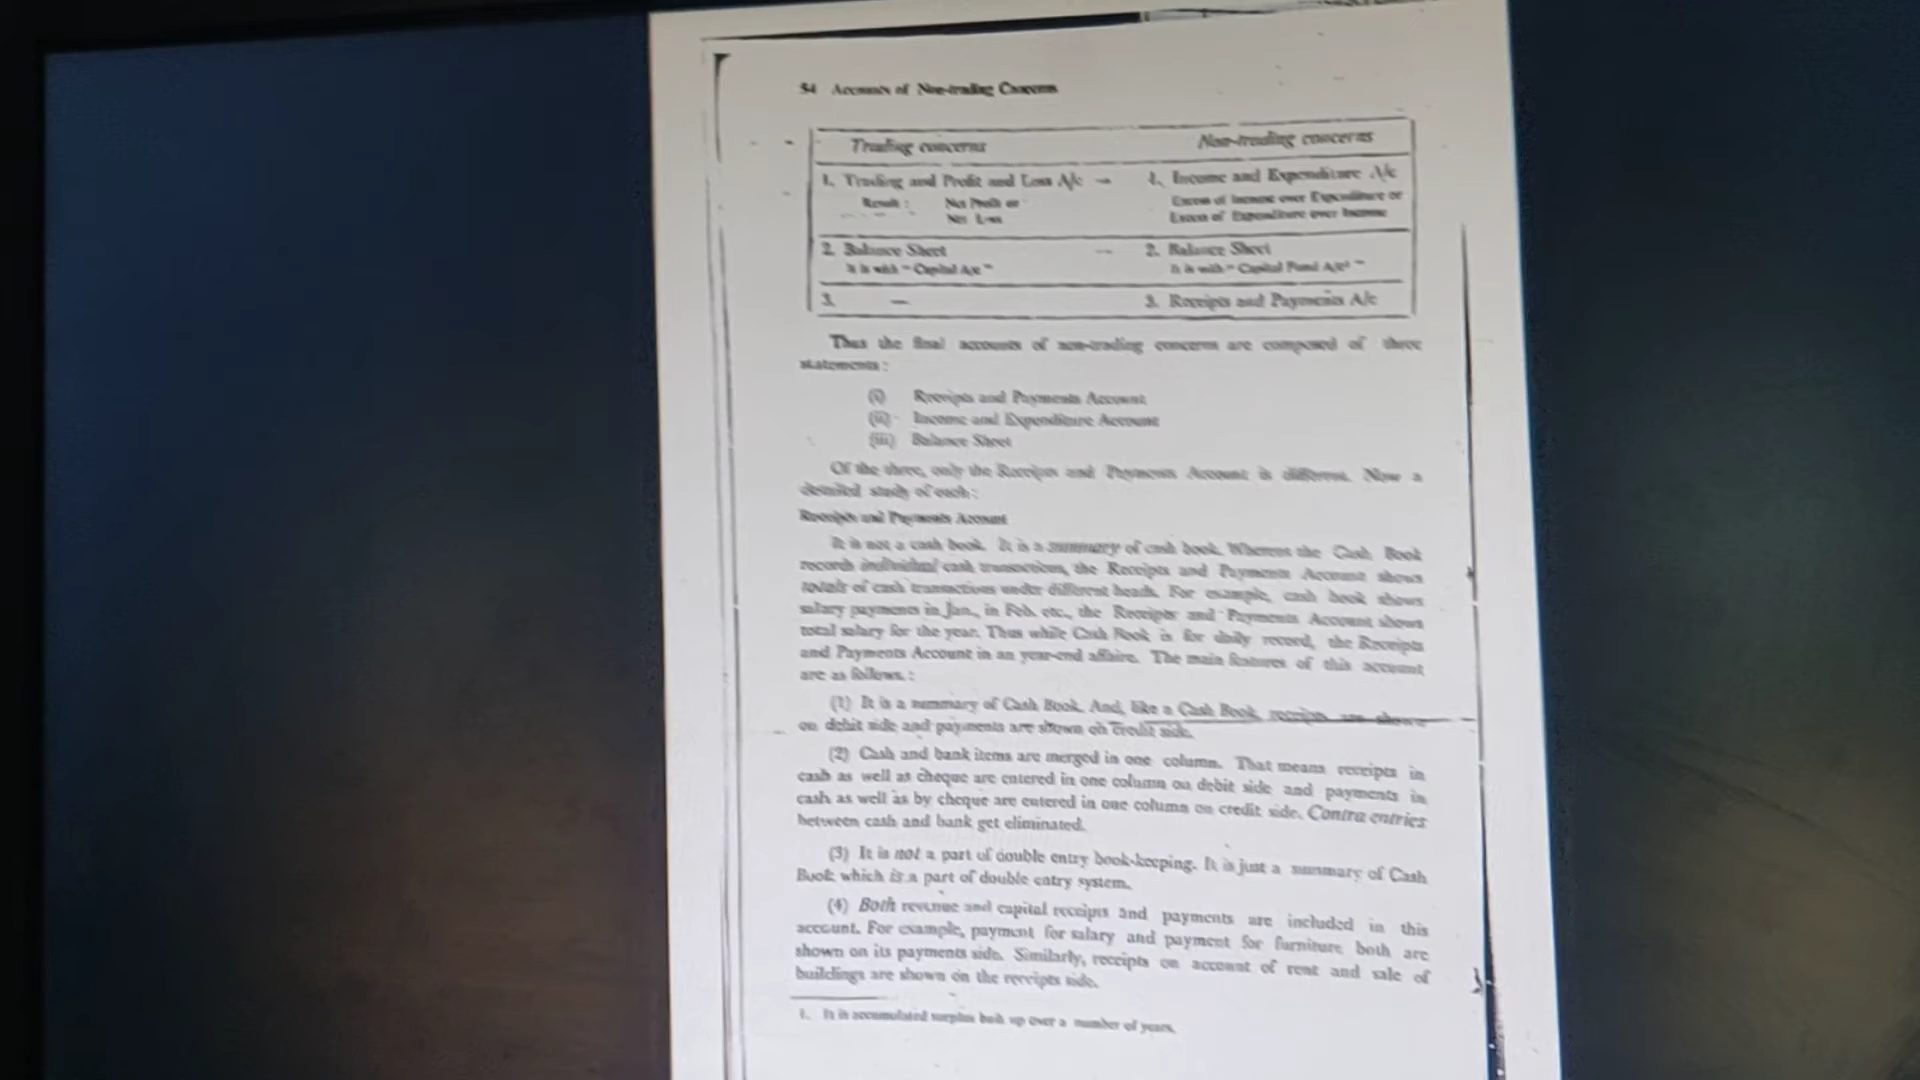 54 Accounts of Non-trading Concerns
Trading concerns Non-trading concerns
1. Trading and Profit and Loss A/c — 1. Income and Expenditure A/c
Result : Net Profit or Excess of Income over Expenditure or
Net Loss Excess of Expenditure over Income
2. Balance Sheet — 2. Balance Sheet
It is with "Capital A/c" It is with "Capital Fund A/c¹"
3. — 3. Receipts and Payments A/c
Thus the final accounts of non-trading concerns are composed of three
statements :
(i) Receipts and Payments Account
(ii) Income and Expenditure Account
(iii) Balance Sheet
Of the three, only the Receipts and Payments Account is different. Now a
detailed study of each :
Receipts and Payments Account
It is not a cash book. It is a summary of cash book. Whereas the Cash Book
records individual cash transactions, the Receipts and Payments Account shows
totals of cash transactions under different heads. For example, cash book shows
salary payments in Jan., in Feb. etc., the Receipts and Payments Account shows
total salary for the year. Thus while Cash Book is for daily record, the Receipts
and Payments Account in an year-end affaire. The main features of this account
are as follows. :
(1) It is a summary of Cash Book. And, like a Cash Book, receipts are shown
on debit side and payments are shown on credit side.
(2) Cash and bank items are merged in one column. That means receipts in
cash as well as cheque are entered in one column on debit side and payments in
cash as well as by cheque are entered in one column on credit side. Contra entries
between cash and bank get eliminated.
(3) It is not a part of double entry book-keeping. It is just a summary of Cash
Book which is a part of double entry system.
(4) Both revenue and capital receipts and payments are included in this
account. For example, payment for salary and payment for furniture both are
shown on its payments side. Similarly, receipts on account of rent and sale of
buildings are shown on the receipts side.
1. It is accumulated surplus built up over a number of years.